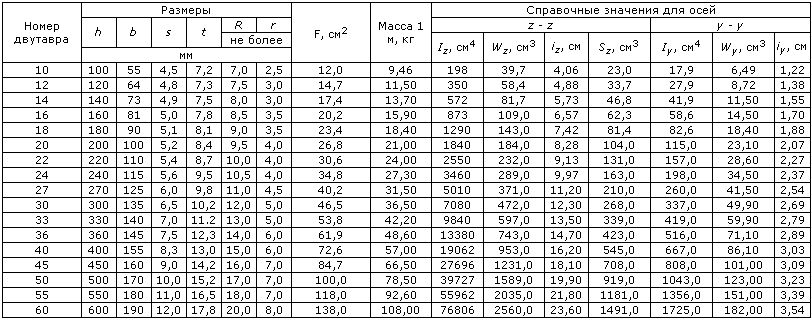 Номер двутавра Размеры F, см² Масса 1 м, кг Справочные значения для осей
h b s t R r z - z y - y
не более
мм I_z, см⁴ W_z, см³ i_z, см S_z, см³ I_y, см⁴ W_y, см³ i_y, см
10 100 55 4,5 7,2 7,0 2,5 12,0 9,46 198 39,7 4,06 23,0 17,9 6,49 1,22
12 120 64 4,8 7,3 7,5 3,0 14,7 11,50 350 58,4 4,88 33,7 27,9 8,72 1,38
14 140 73 4,9 7,5 8,0 3,0 17,4 13,70 572 81,7 5,73 46,8 41,9 11,50 1,55
16 160 81 5,0 7,8 8,5 3,5 20,2 15,90 873 109,0 6,57 62,3 58,6 14,50 1,70
18 180 90 5,1 8,1 9,0 3,5 23,4 18,40 1290 143,0 7,42 81,4 82,6 18,40 1,88
20 200 100 5,2 8,4 9,5 4,0 26,8 21,00 1840 184,0 8,28 104,0 115,0 23,10 2,07
22 220 110 5,4 8,7 10,0 4,0 30,6 24,00 2550 232,0 9,13 131,0 157,0 28,60 2,27
24 240 115 5,6 9,5 10,5 4,0 34,8 27,30 3460 289,0 9,97 163,0 198,0 34,50 2,37
27 270 125 6,0 9,8 11,0 4,5 40,2 31,50 5010 371,0 11,20 210,0 260,0 41,50 2,54
30 300 135 6,5 10,2 12,0 5,0 46,5 36,50 7080 472,0 12,30 268,0 337,0 49,90 2,69
33 330 140 7,0 11,2 13,0 5,0 53,8 42,20 9840 597,0 13,50 339,0 419,0 59,90 2,79
36 360 145 7,5 12,3 14,0 6,0 61,9 48,60 13380 743,0 14,70 423,0 516,0 71,10 2,89
40 400 155 8,3 13,0 15,0 6,0 72,6 57,00 19062 953,0 16,20 545,0 667,0 86,10 3,03
45 450 160 9,0 14,2 16,0 7,0 84,7 66,50 27696 1231,0 18,10 708,0 808,0 101,00 3,09
50 500 170 10,0 15,2 17,0 7,0 100,0 78,50 39727 1589,0 19,90 919,0 1043,0 123,00 3,23
55 550 180 11,0 16,5 18,0 7,0 118,0 92,60 55962 2035,0 21,80 1181,0 1356,0 151,00 3,39
60 600 190 12,0 17,8 20,0 8,0 138,0 108,00 76806 2560,0 23,60 1491,0 1725,0 182,00 3,54